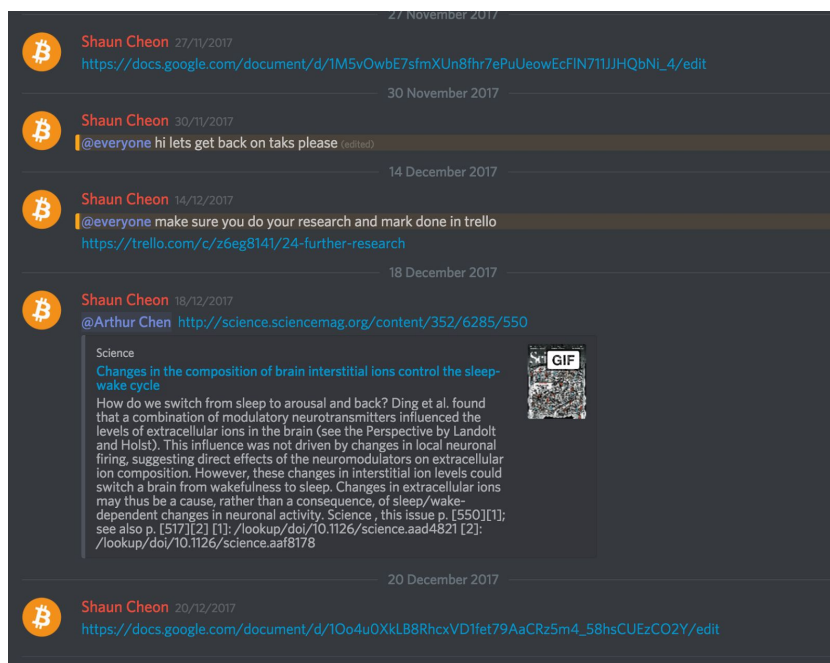 27 November 2017
Shaun Cheon 27/11/2017
https://docs.google.com/document/d/1M5vOwbE7sfmXUn8fhr7ePuUeowEcFlN711JJHQbNi_4/edit
30 November 2017
Shaun Cheon 30/11/2017
@everyone hi lets get back on taks please (edited)
14 December 2017
Shaun Cheon 14/12/2017
@everyone make sure you do your research and mark done in trello
https://trello.com/c/z6eg8141/24-further-research
18 December 2017
Shaun Cheon 18/12/2017
@Arthur Chen http://science.sciencemag.org/content/352/6285/550
Science
GIF
Changes in the composition of brain interstitial ions control the sleep-
wake cycle
How do we switch from sleep to arousal and back? Ding et al. found
that a combination of modulatory neurotransmitters influenced the
levels of extracellular ions in the brain (see the Perspective by Landolt
and Holst). This influence was not driven by changes in local neuronal
firing, suggesting direct effects of the neuromodulators on extracellular
ion composition. However, these changes in interstitial ion levels could
switch a brain from wakefulness to sleep. Changes in extracellular ions
may thus be a cause, rather than a consequence, of sleep/wake-
dependent changes in neuronal activity. Science , this issue p. [550][1];
see also p. [517][2] [1]: /lookup/doi/10.1126/science.aad4821 [2]:
/lookup/doi/10.1126/science.aaf8178
20 December 2017
Shaun Cheon 20/12/2017
https://docs.google.com/document/d/1Oo4u0XkLB8RhcxVD1fet79AaCRz5m4_58hsCUEzCO2Y/edit